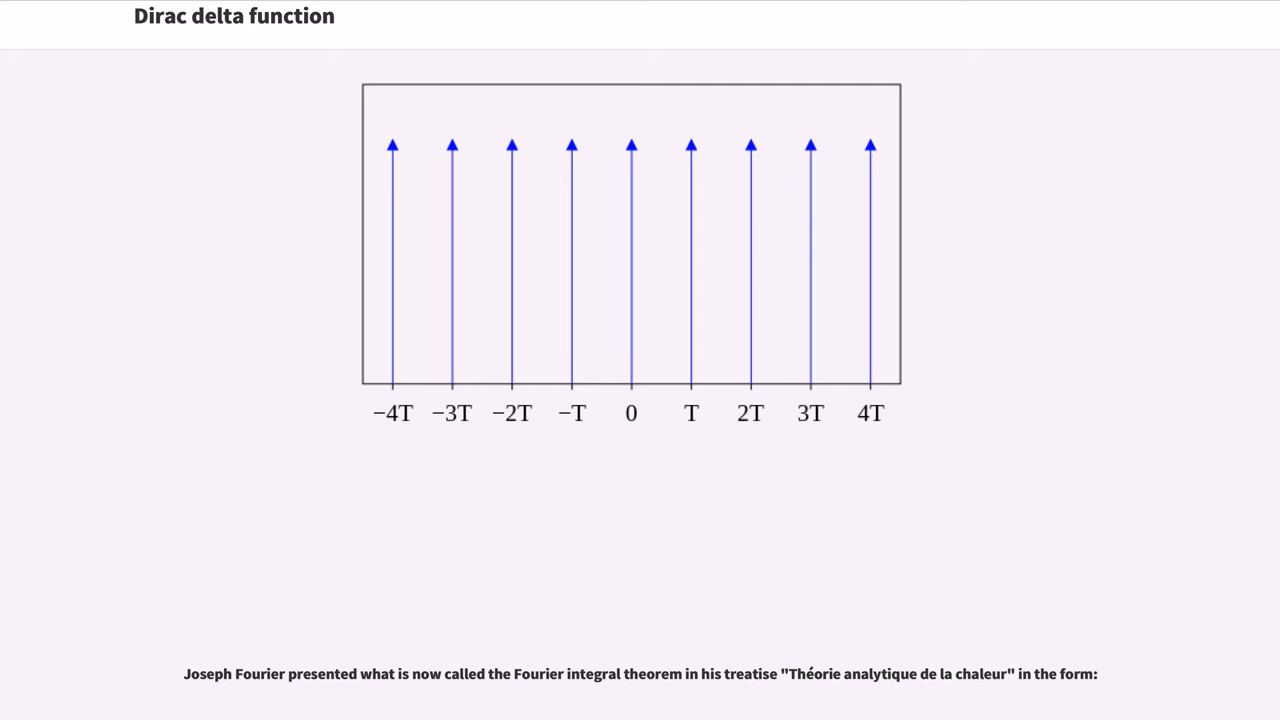 Dirac delta function
−4T −3T −2T −T 0 T 2T 3T 4T
Joseph Fourier presented what is now called the Fourier integral theorem in his treatise "Théorie analytique de la chaleur" in the form: